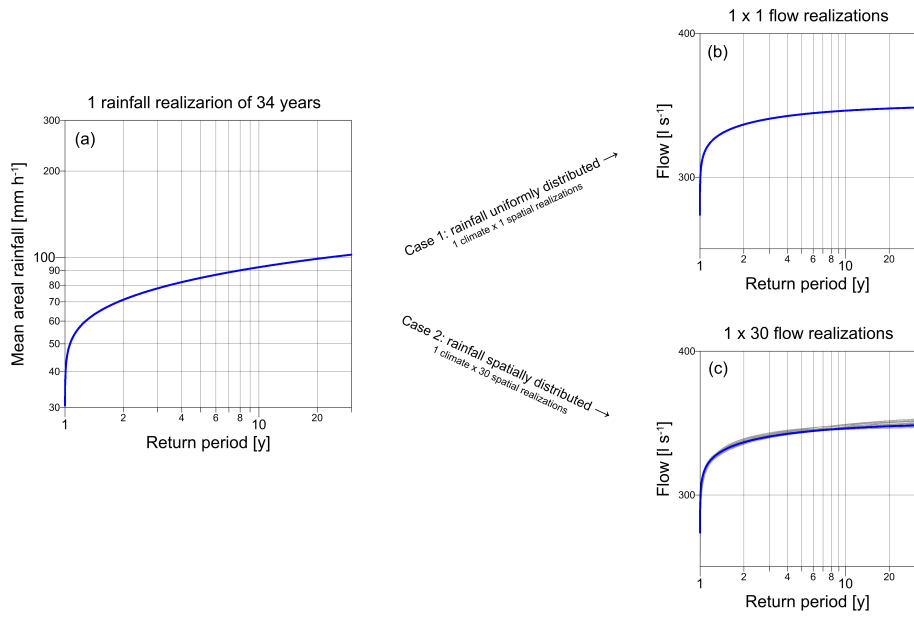 1 rainfall realizarion of 34 years
(a)
Mean areal rainfall [mm h⁻¹]
300
200
100
90
80
70
60
50
40
30
1 2 4 6 8 10 20
Return period [y]
Case 1: rainfall uniformly distributed →
1 climate x 1 spatial realizations
Case 2: rainfall spatially distributed →
1 climate x 30 spatial realizations
1 x 1 flow realizations
(b)
Flow [l s⁻¹]
400
300
1 2 4 6 8 10 20
Return period [y]
1 x 30 flow realizations
(c)
Flow [l s⁻¹]
400
300
1 2 4 6 8 10 20
Return period [y]